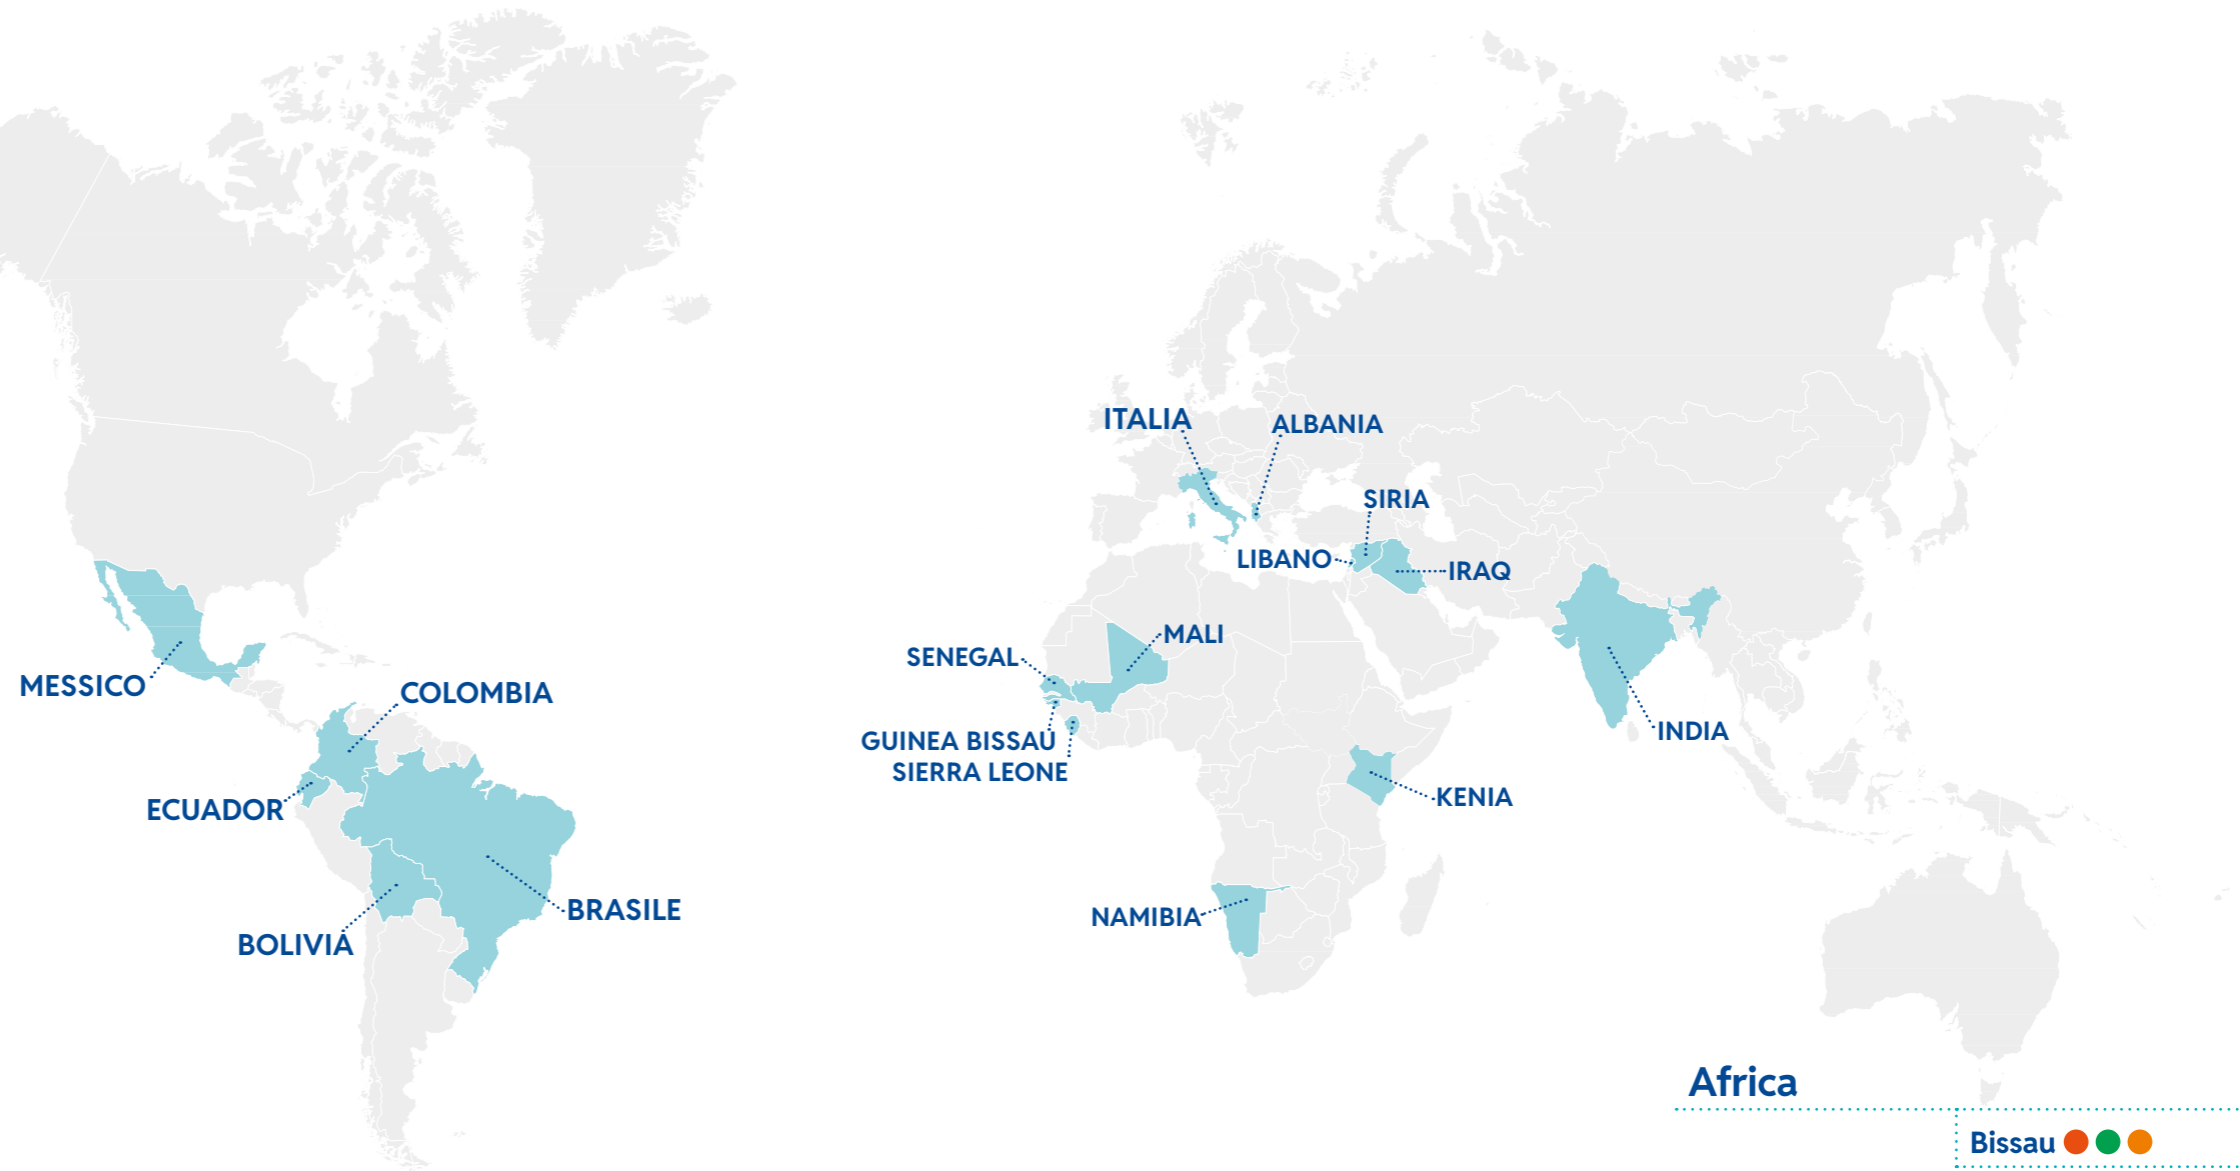 ITALIA
ALBANIA
SIRIA
LIBANO
IRAQ
MALI
SENEGAL
MESSICO
COLOMBIA
GUINEA BISSAU
SIERRA LEONE
INDIA
ECUADOR
KENIA
BRASILE
NAMIBIA
BOLIVIA
Africa
Bissau